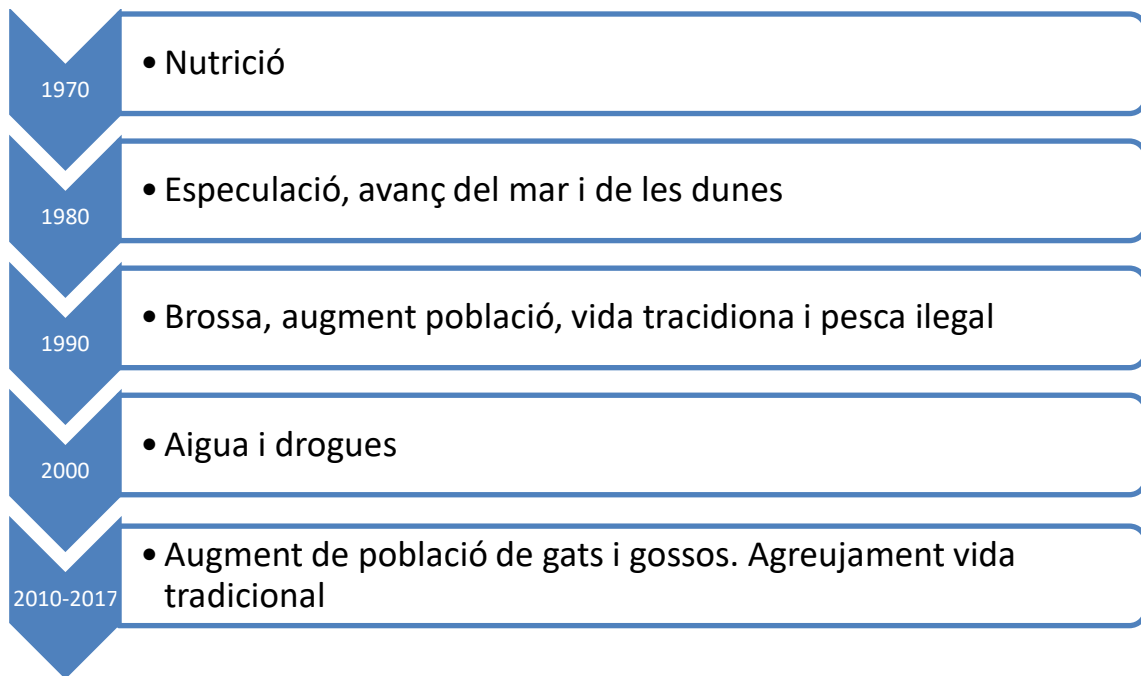 1970
• Nutrició
1980
• Especulació, avanç del mar i de les dunes
1990
• Brossa, augment població, vida tracidiona i pesca ilegal
2000
• Aigua i drogues
2010-2017
• Augment de població de gats i gossos. Agreujament vida
tradicional